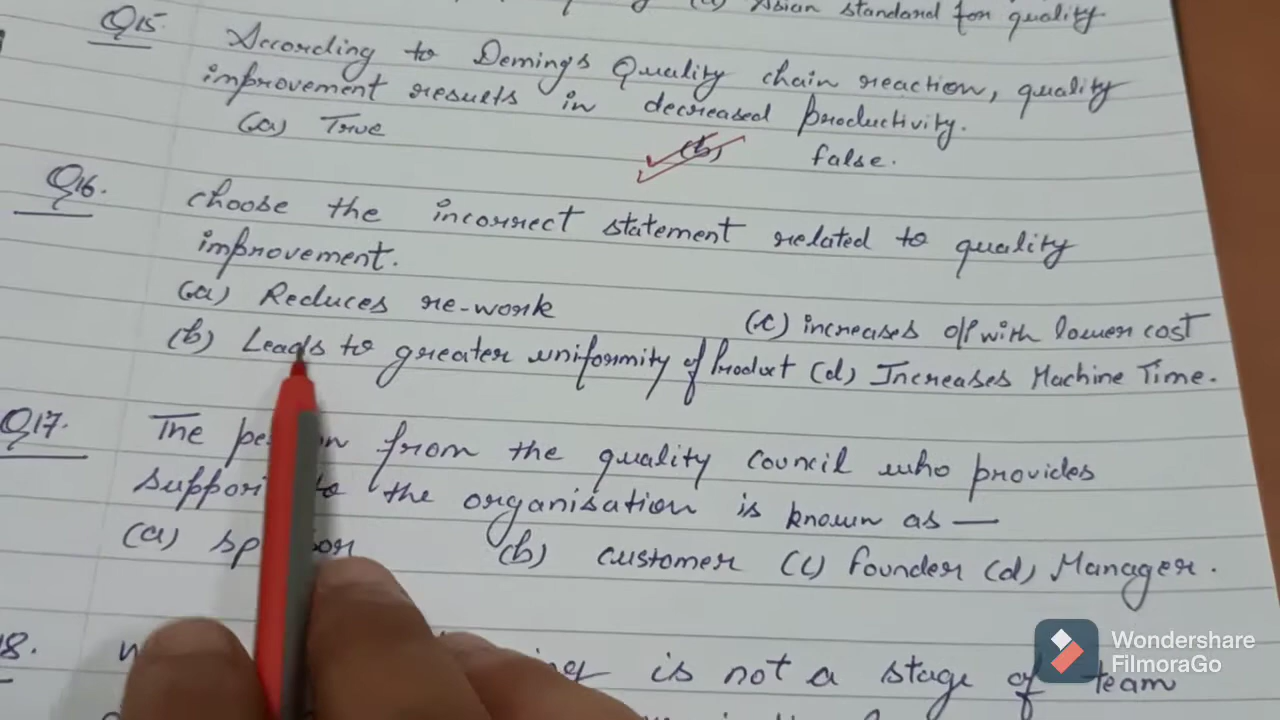 (d) Asian standard for quality
Q15. According to Demings Quality chain reaction, quality
improvement results in decreased productivity.
(a) True (b) false.
Q16. choose the incorrect statement related to quality
improvement.
(a) Reduces re-work (c) increases o/p with lower cost
(b) Leads to greater uniformity of Product (d) Increases Machine Time.
Q17. The from the quality council who provides
the organisation is known as —
(a) (b) customer (c) founder (d) Manager.
is not a stage of team
Wondershare
FilmoraGo